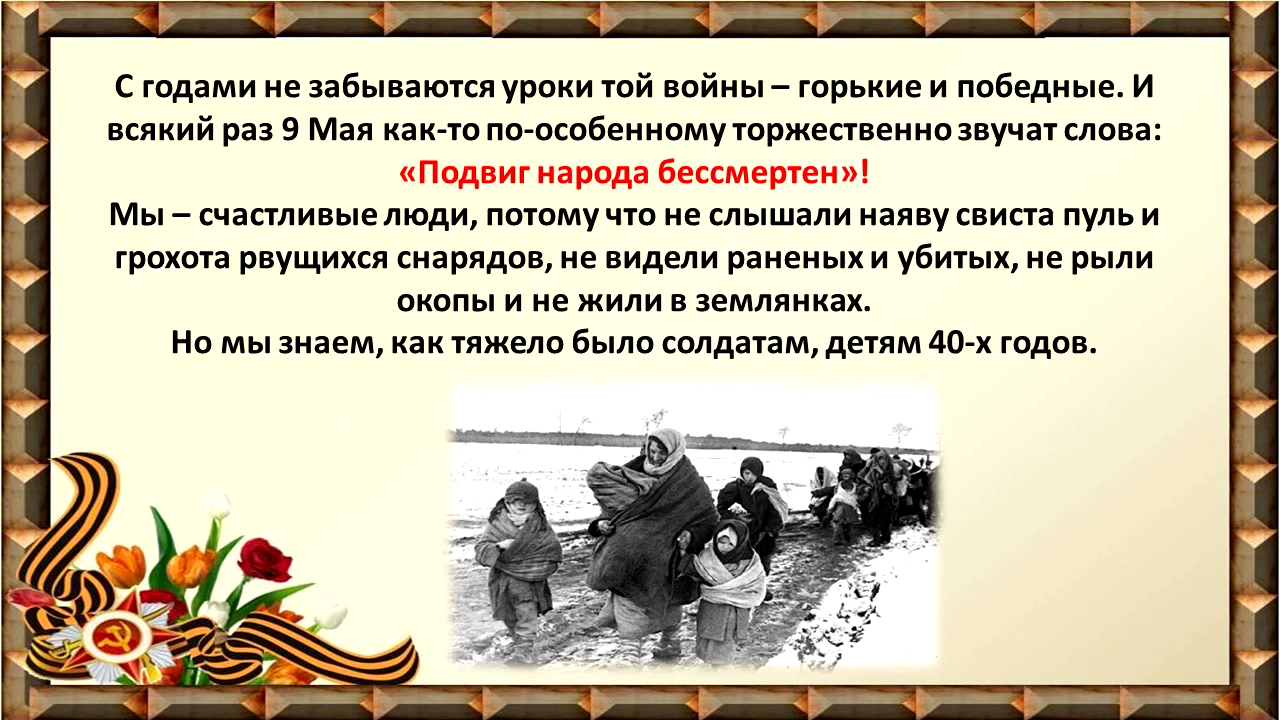 С годами не забываются уроки той войны – горькие и победные. И
всякий раз 9 Мая как-то по-особенному торжественно звучат слова:
«Подвиг народа бессмертен»!
Мы – счастливые люди, потому что не слышали наяву свиста пуль и
грохота рвущихся снарядов, не видели раненых и убитых, не рыли
окопы и не жили в землянках.
Но мы знаем, как тяжело было солдатам, детям 40-х годов.